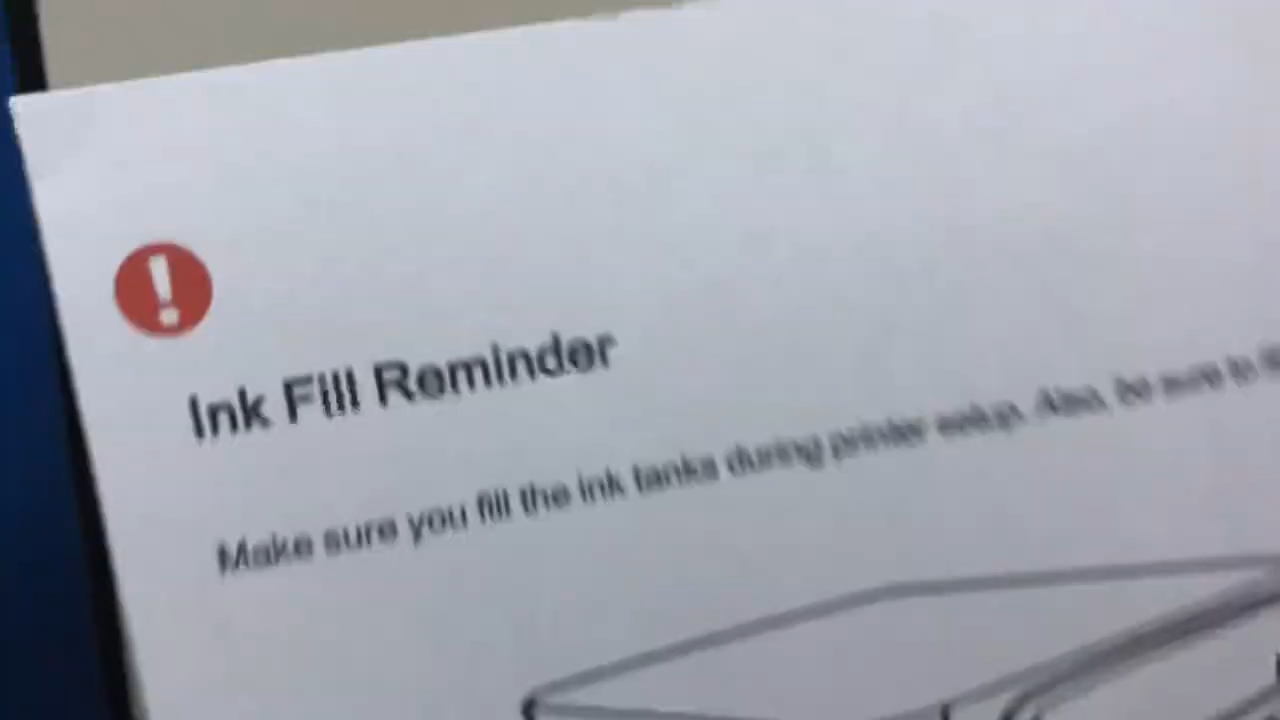 Ink Fill Reminder
Make sure you fill the ink tanks during printer setup. Also, be sure to